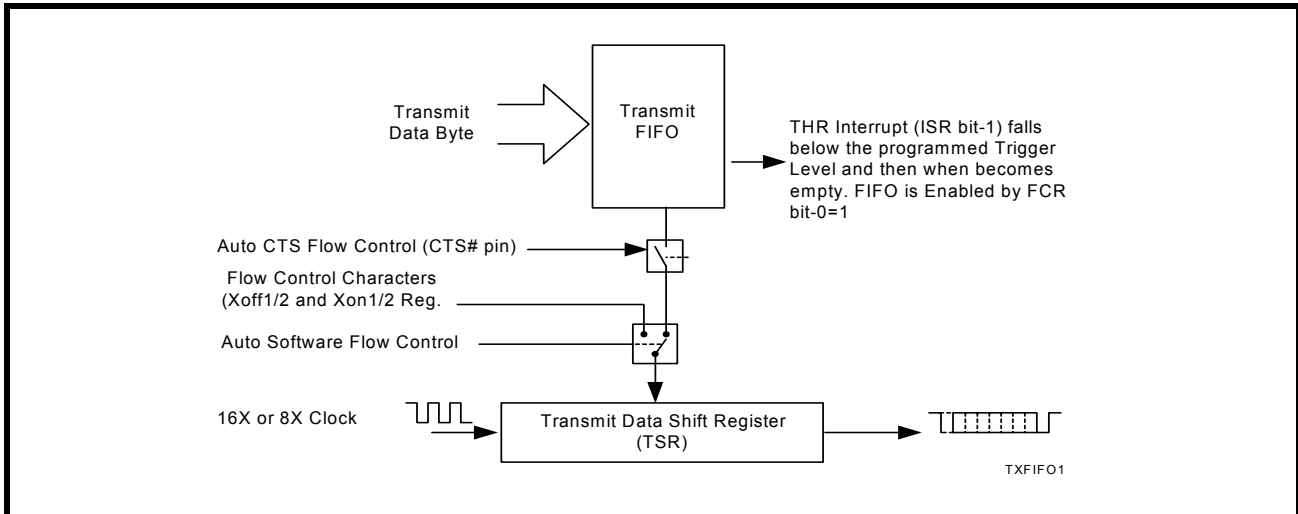 Transmit
Data Byte
Transmit
FIFO
THR Interrupt (ISR bit-1) falls
below the programmed Trigger
Level and then when becomes
empty. FIFO is Enabled by FCR
bit-0=1
Auto CTS Flow Control (CTS# pin)
Flow Control Characters
(Xoff1/2 and Xon1/2 Reg.
Auto Software Flow Control
16X or 8X Clock
Transmit Data Shift Register
(TSR)
TXFIFO1